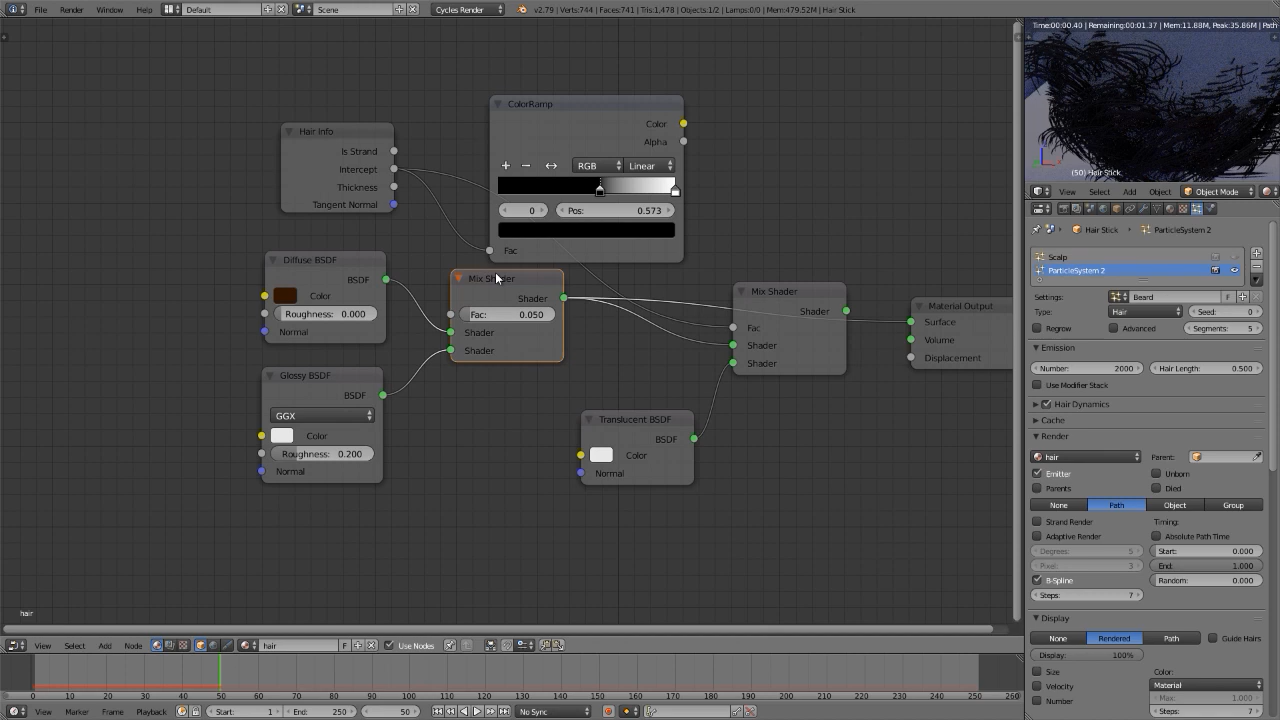 File Render Window Help Default Scene Cycles Render v2.79 | Verts:744 | Faces:741 | Tris:1,478 | Objects:1/2 | Lamps:0/0 | Mem:479.52M | Hair Stick
Time:00:00.40 | Remaining:00:01.37 | Mem:11.88M, Peak:35.86M | Path
ColorRamp
Color
Alpha
RGB Linear
0 Pos: 0.573
Fac
Hair Info
Is Strand
Intercept
Thickness
Tangent Normal
Diffuse BSDF
BSDF
Color
Roughness: 0.000
Normal
Mix Shader
Shader
Fac: 0.050
Shader
Shader
Glossy BSDF
BSDF
GGX
Color
Roughness: 0.200
Normal
Mix Shader
Shader
Fac
Shader
Shader
Translucent BSDF
BSDF
Color
Normal
Material Output
Surface
Volume
Displacement
hair
View Select Add Node hair F Use Nodes
0 10 20 30 40 50 60 70 80 90 100 110 120 130 140 150 160 170 180 190 200 210 220 230 240 250 260
View Marker Frame Playback Start: 1 End: 250 50 No Sync
(50) Hair Stick
View Select Add Object Object Mode
Hair Stick ParticleSystem 2
Scalp
ParticleSystem 2
Settings: Beard F
Type: Hair Seed: 0
Regrow Advanced Segments: 5
Emission
Number: 2000 Hair Length: 0.500
Use Modifier Stack
Hair Dynamics
Cache
Render
hair Parent:
Emitter Unborn
Parents Died
None Path Object Group
Strand Render Timing:
Adaptive Render Absolute Path Time
Degrees: 5 Start: 0.000
Pixel: 3 End: 1.000
B-Spline Random: 0.000
Steps: 7
Display
None Rendered Path Guide Hairs
Display: 100%
Size Color:
Velocity Material
Max: 1.000
Number Steps: 7